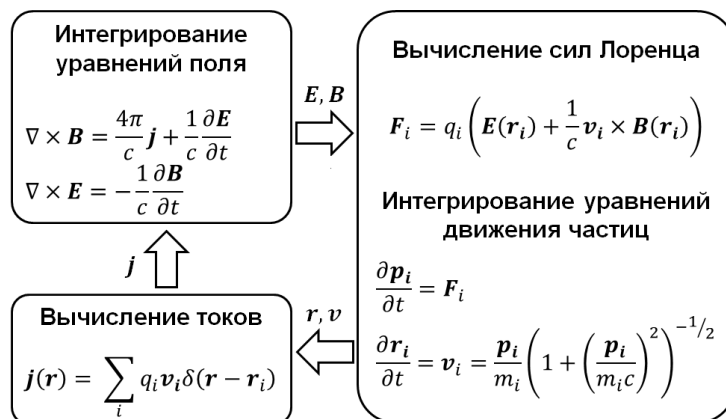 Интегрирование
уравнений поля
∇ × B = 4π/c j + 1/c ∂E/∂t
∇ × E = − 1/c ∂B/∂t
E, B
Вычисление сил Лоренца
F_i = q_i (E(r_i) + 1/c v_i × B(r_i))
Интегрирование уравнений
движения частиц
∂p_i/∂t = F_i
∂r_i/∂t = v_i = p_i/m_i (1 + (p_i/m_i c)^2)^(−1/2)
r, v
Вычисление токов
j(r) = ∑_i q_i v_i δ(r − r_i)
j